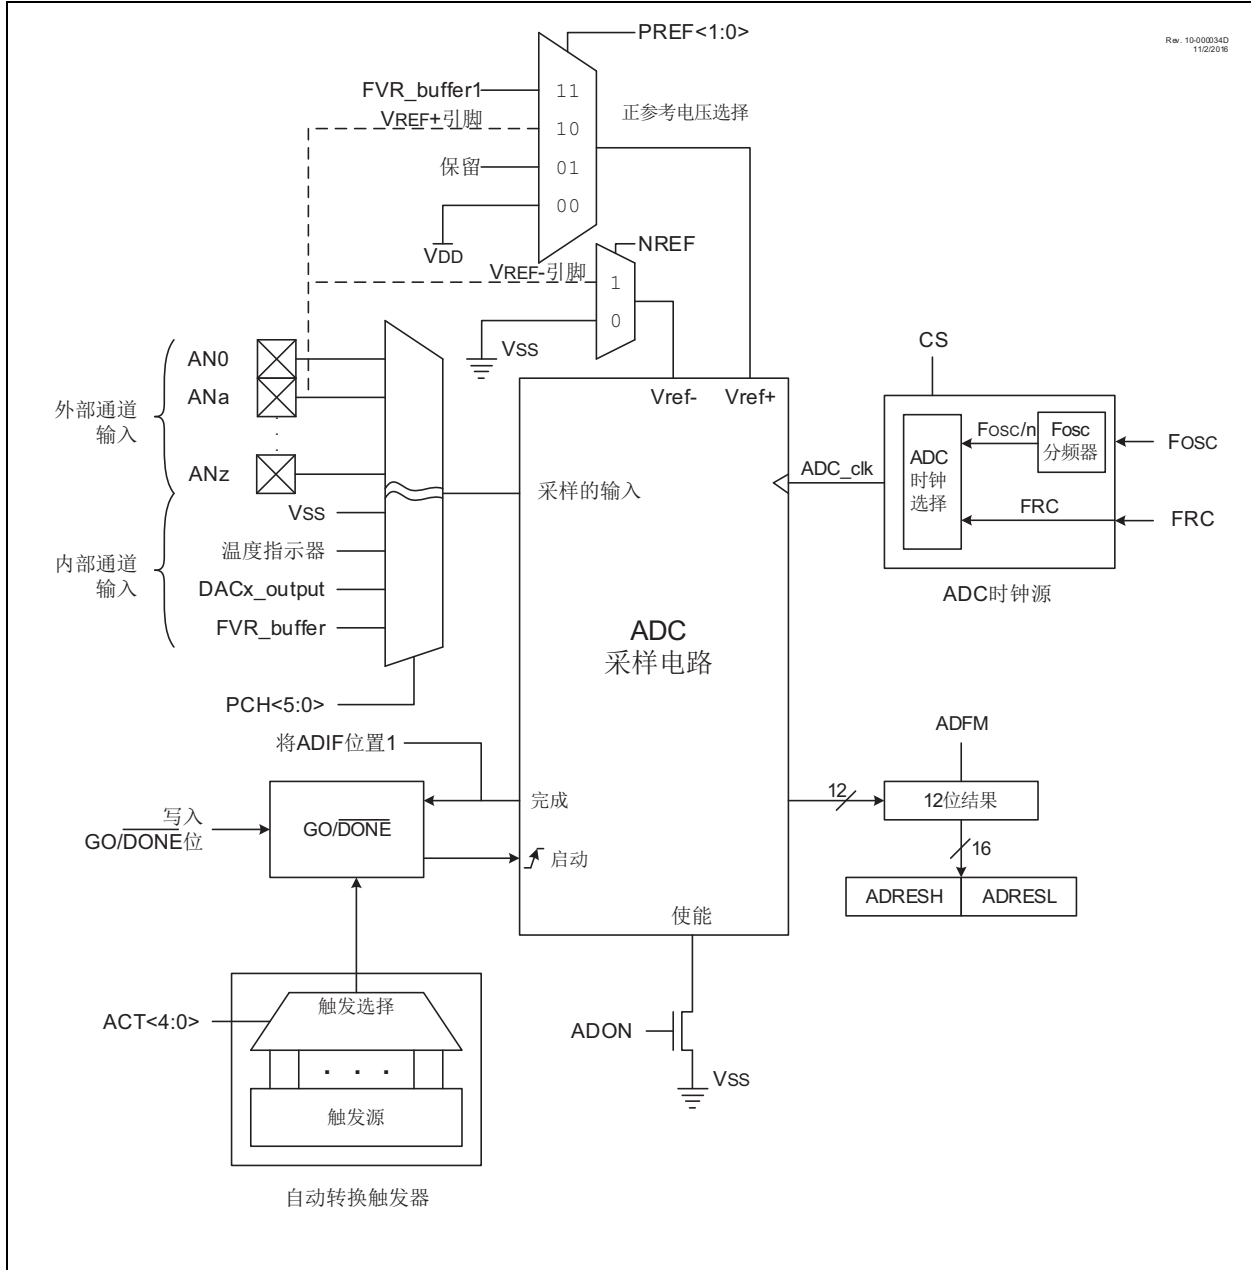 PREF<1:0>
Rev. 10-000034D
11/2/2016
FVR_buffer1
11
VREF+引脚
10
正参考电压选择
保留
01
00
VDD
NREF
VREF-引脚
1
0
VSS
AN0
ANa
外部通道
输入
ANz
Vref-
Vref+
CS
FOSC/n
Fosc
分频器
FOSC
ADC
时钟
选择
ADC_clk
FRC
FRC
ADC时钟源
采样的输入
VSS
温度指示器
内部通道
输入
DACx_output
FVR_buffer
ADC
采样电路
PCH<5:0>
将ADIF位置1
ADFM
完成
12
12位结果
写入
GO/DONE位
GO/DONE
启动
16
ADRESH
ADRESL
使能
触发选择
ACT<4:0>
ADON
. . .
VSS
触发源
自动转换触发器